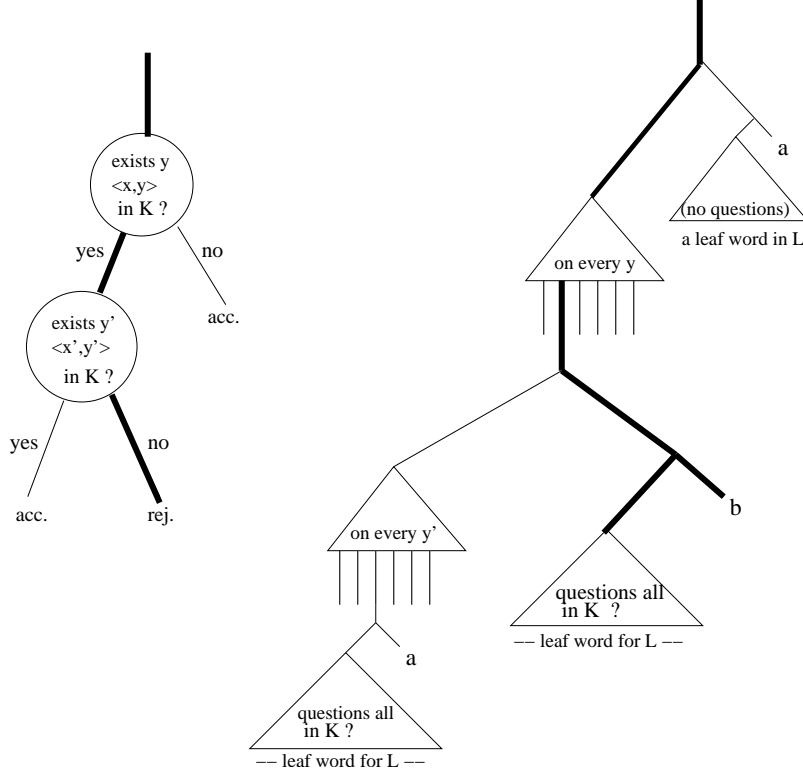 exists y
<x,y>
in K ?
yes
no
acc.
exists y'
<x',y'>
in K ?
yes
no
acc.
rej.
a
(no questions)
a leaf word in L
on every y
b
on every y'
questions all
in K ?
–– leaf word for L ––
a
questions all
in K ?
–– leaf word for L ––